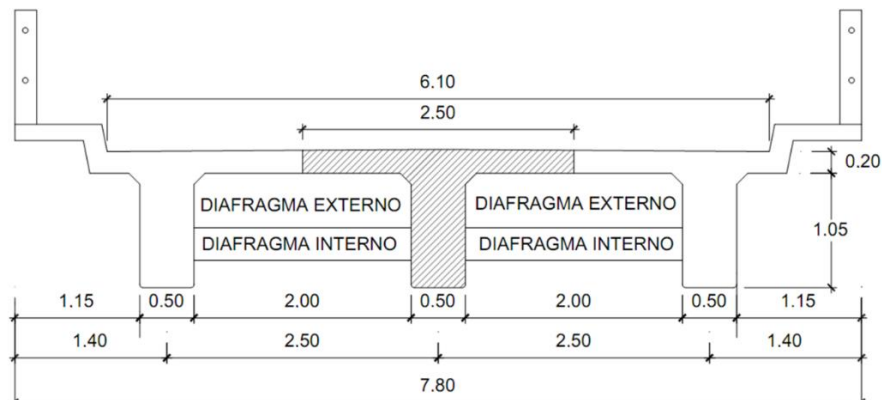 6.10
2.50
0.20
DIAFRAGMA EXTERNO DIAFRAGMA EXTERNO
1.05
DIAFRAGMA INTERNO DIAFRAGMA INTERNO
1.15 0.50 2.00 0.50 2.00 0.50 1.15
1.40 2.50 2.50 1.40
7.80